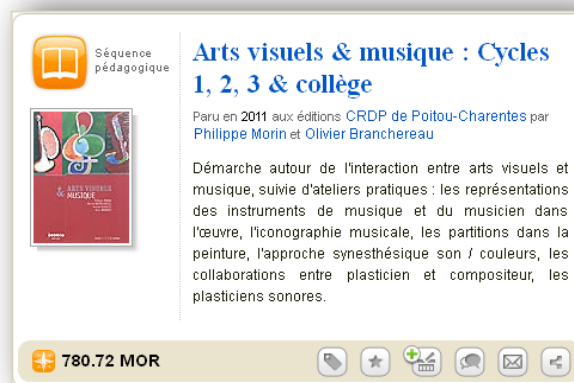 Séquence
pédagogique
Arts visuels & musique : Cycles
1, 2, 3 & collège
Paru en 2011 aux éditions CRDP de Poitou-Charentes par
Philippe Morin et Olivier Branchereau
ARTS VISUELS
& MUSIQUE
Démarche autour de l'interaction entre arts visuels et
musique, suivie d'ateliers pratiques : les représentations
des instruments de musique et du musicien dans
l'œuvre, l'iconographie musicale, les partitions dans la
peinture, l'approche synesthésique son / couleurs, les
collaborations entre plasticien et compositeur, les
plasticiens sonores.
780.72 MOR